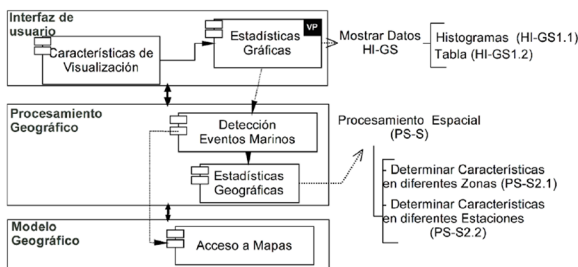 Interfaz de
usuario
Características de
Visualización
Estadísticas
Gráficas
VP
Mostrar Datos
HI-GS
Histogramas (HI-GS1.1)
Tabla (HI-GS1.2)
Procesamiento
Geográfico
Detección
Eventos Marinos
Estadísticas
Geográficas
Procesamiento Espacial
(PS-S)
- Determinar Características
en diferentes Zonas (PS-S2.1)
- Determinar Características
en diferentes Estaciones
(PS-S2.2)
Modelo
Geográfico
Acceso a Mapas